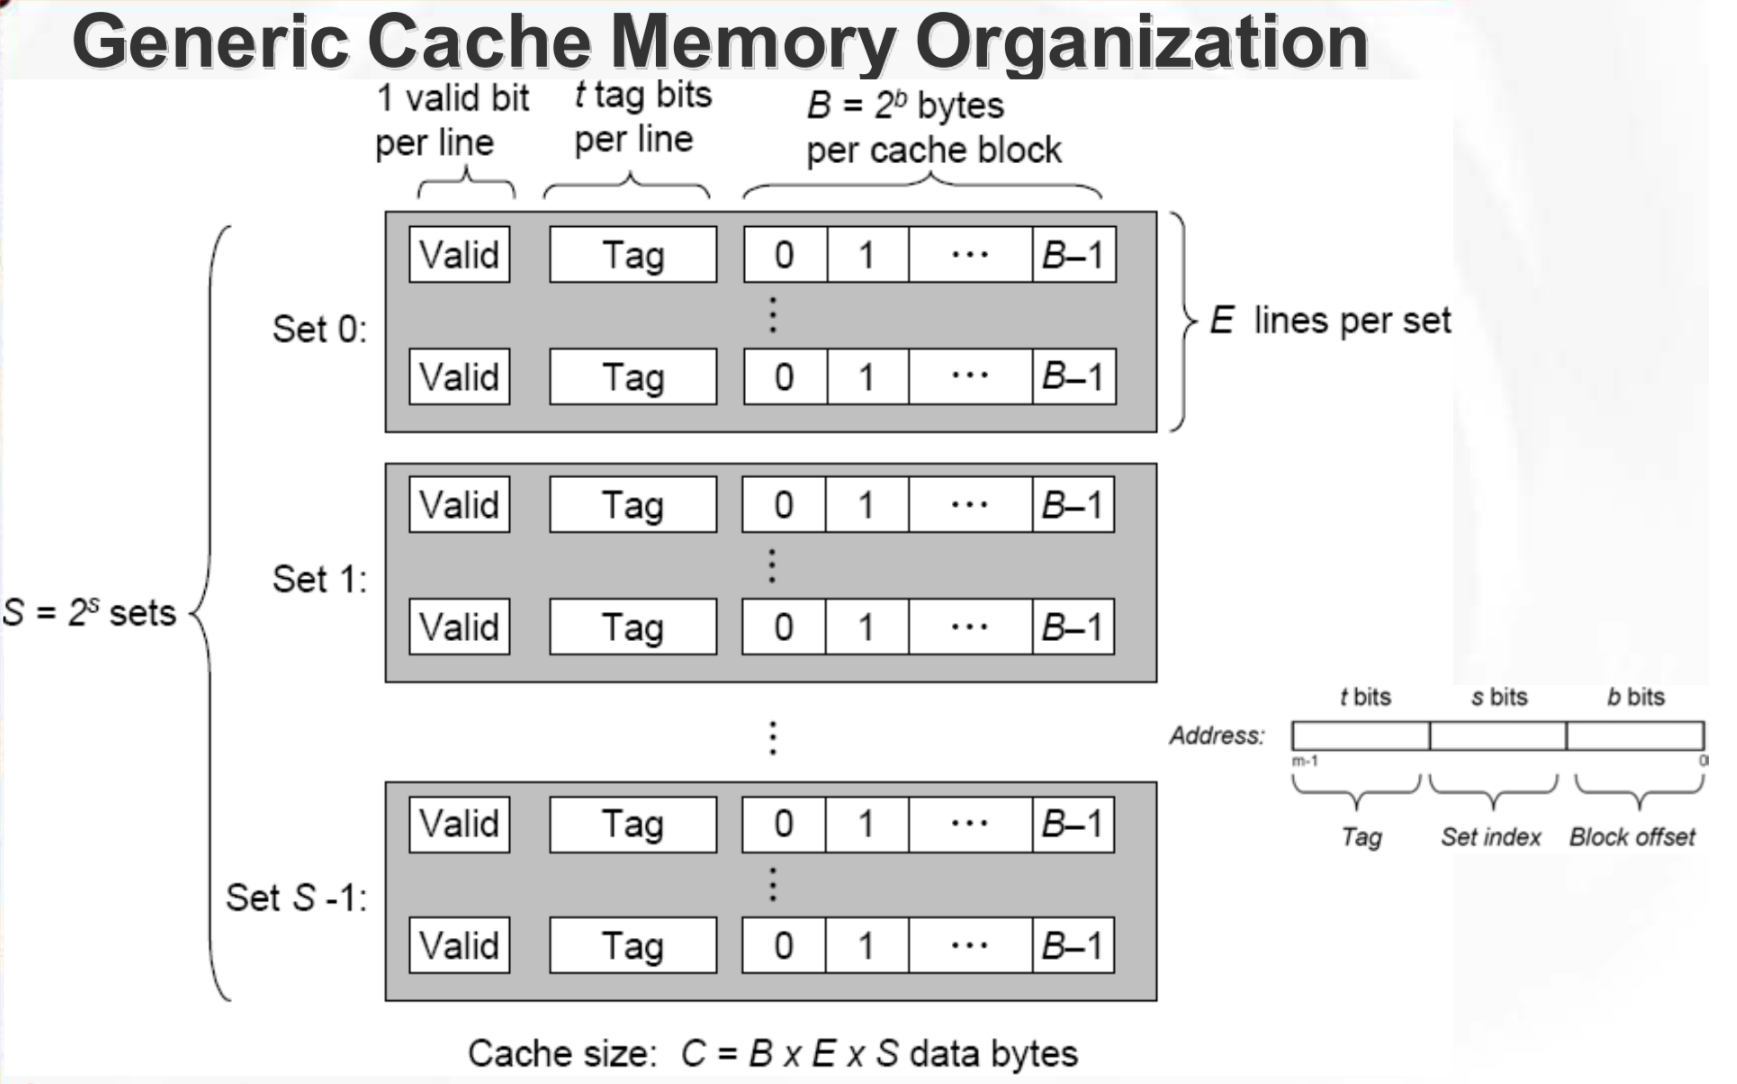 Generic Cache Memory Organization
1 valid bit
per line
t tag bits
per line
B = 2^b bytes
per cache block
Valid Tag 0 1 ... B–1
⋮
Set 0:
E lines per set
Valid Tag 0 1 ... B–1
Valid Tag 0 1 ... B–1
⋮
Set 1:
S = 2^s sets
Valid Tag 0 1 ... B–1
⋮
Valid Tag 0 1 ... B–1
⋮
Set S -1:
Valid Tag 0 1 ... B–1
t bits s bits b bits
Address:
m-1 0
Tag Set index Block offset
Cache size: C = B x E x S data bytes